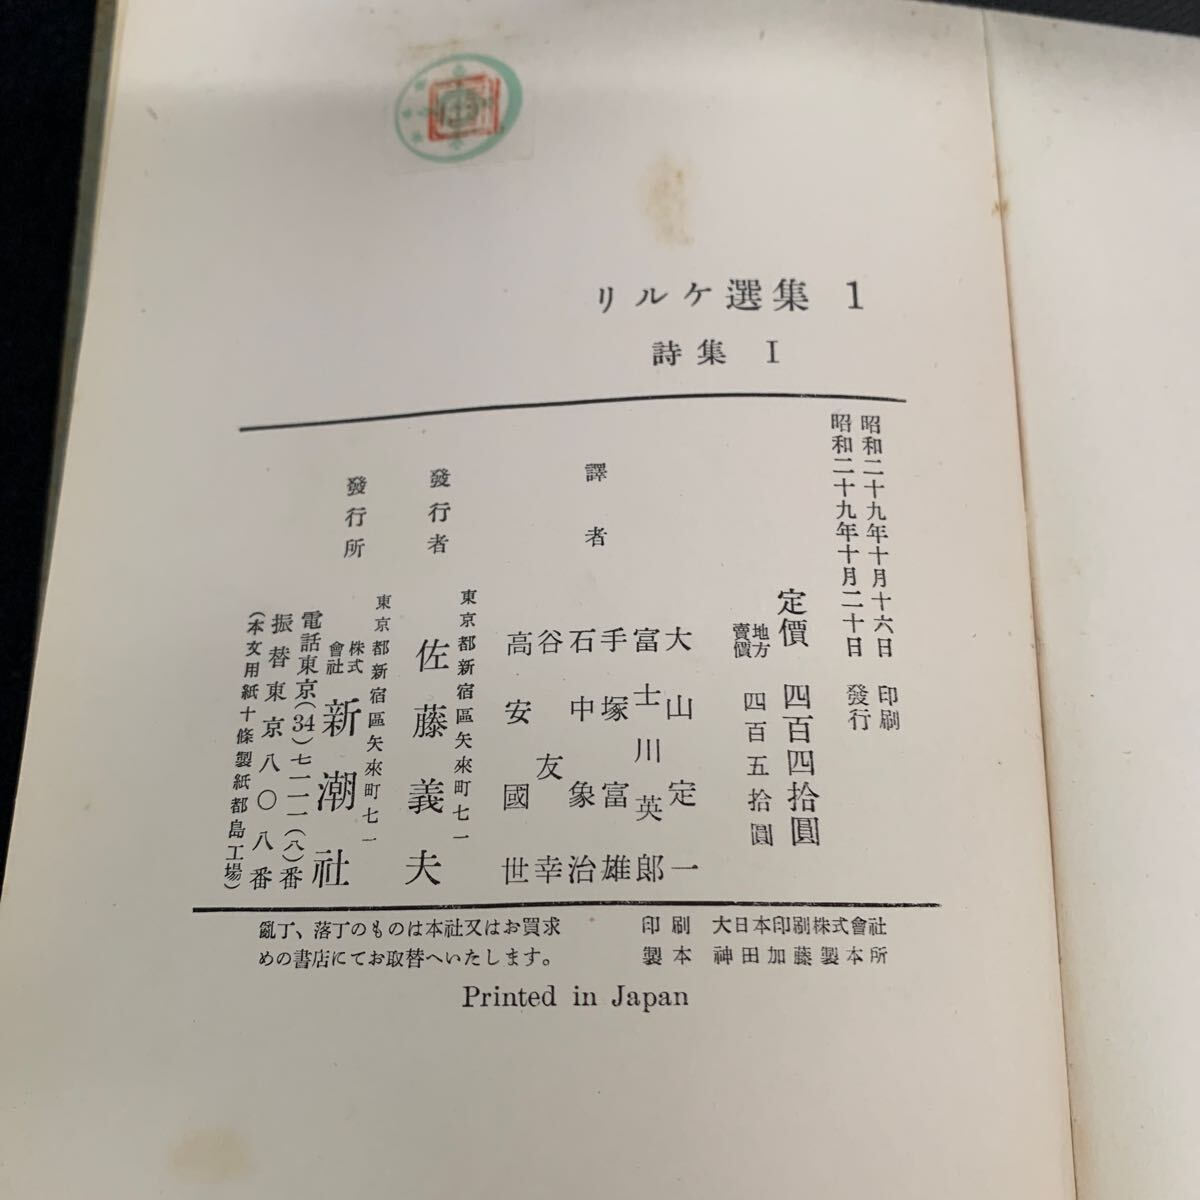 リルケ選集 1
詩集 I
昭和二十九年十月十六日 印刷
昭和二十九年十月二十日 發行
定價 四百四拾圓
地方賣價 四百五拾圓
譯者
大山定一
富士川英郎
手塚富雄
石中象治
谷友幸
高安國世
東京都新宿區矢來町七一
發行者 佐藤義夫
東京都新宿區矢來町七一
發行所 株式會社 新潮社
電話東京(34)七一一一(八)番
振替東京八〇八番
(本文用紙十條製紙都島工場)
亂丁、落丁のものは本社又はお買求
めの書店にてお取替へいたします。
印刷 大日本印刷株式會社
製本 神田加藤製本所
Printed in Japan